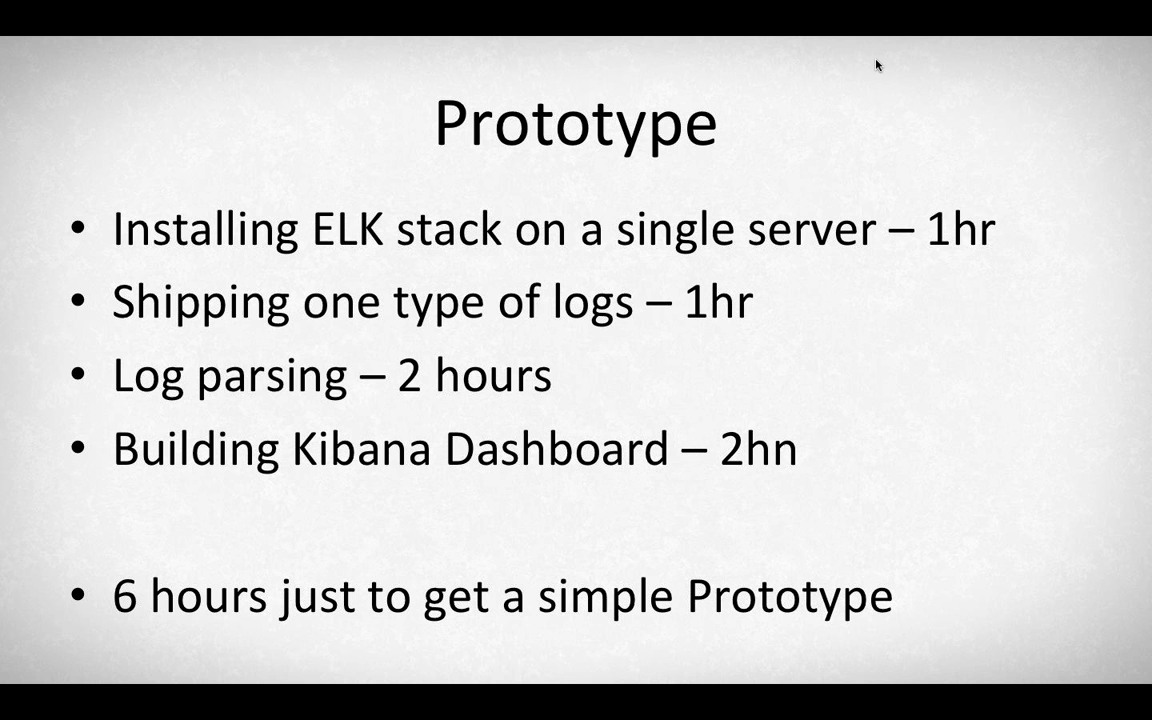 Prototype
• Installing ELK stack on a single server – 1hr
• Shipping one type of logs – 1hr
• Log parsing – 2 hours
• Building Kibana Dashboard – 2hn
• 6 hours just to get a simple Prototype